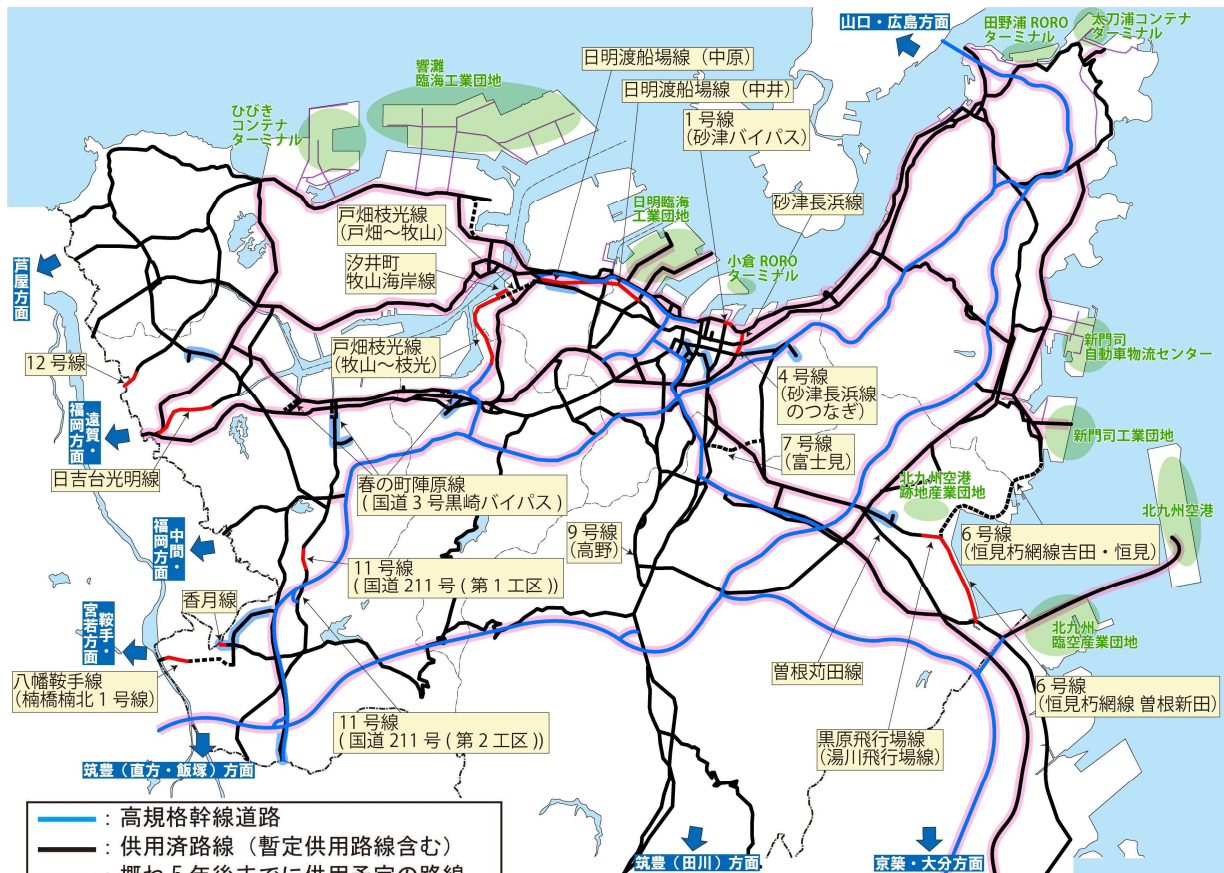 山口・広島方面
田野浦 RORO
ターミナル
太刀浦コンテナ
ターミナル
日明渡船場線（中原）
響灘
臨海工業団地
日明渡船場線（中井）
ひびき
コンテナ
ターミナル
1 号線
(砂津バイパス)
戸畑枝光線
(戸畑～牧山)
日明臨海
工業団地
砂津長浜線
汐井町
牧山海岸線
小倉 RORO
ターミナル
芦屋方面
戸畑枝光線
(牧山～枝光)
新門司
自動車物流センター
12 号線
4 号線
(砂津長浜線
のつなぎ)
遠賀・
福岡方面
新門司工業団地
7 号線
(富士見)
日吉台光明線
春の町陣原線
( 国道 3 号黒崎バイパス )
北九州空港
跡地産業団地
北九州空港
中間・
福岡方面
9 号線
(高野)
6 号線
(恒見朽網線吉田・恒見)
11 号線
( 国道 211 号 ( 第 1 工区 ))
香月線
鞍手・
宮若方面
北九州
臨空産業団地
八幡鞍手線
(楠橋楠北 1 号線)
曽根苅田線
6 号線
(恒見朽網線 曽根新田)
11 号線
( 国道 211 号 ( 第 2 工区 ))
黒原飛行場線
(湯川飛行場線)
筑豊（直方・飯塚）方面
：高規格幹線道路
：供用済路線（暫定供用路線含む）
：概ね 5 年後までに供用予定の路線
筑豊（田川）方面
京築・大分方面